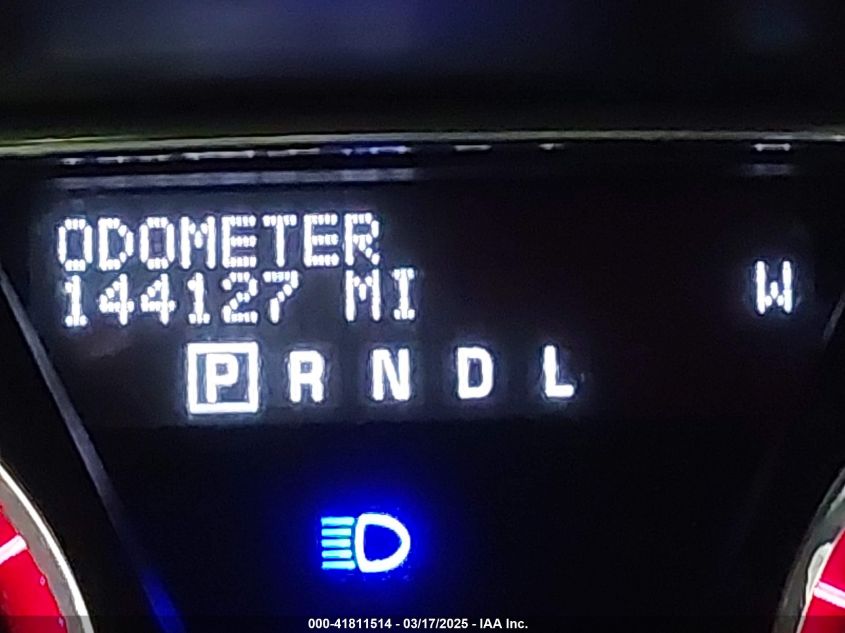 ODOMETER
144127 MI W
P R N D L
000-41811514 - 03/17/2025 - IAA Inc.